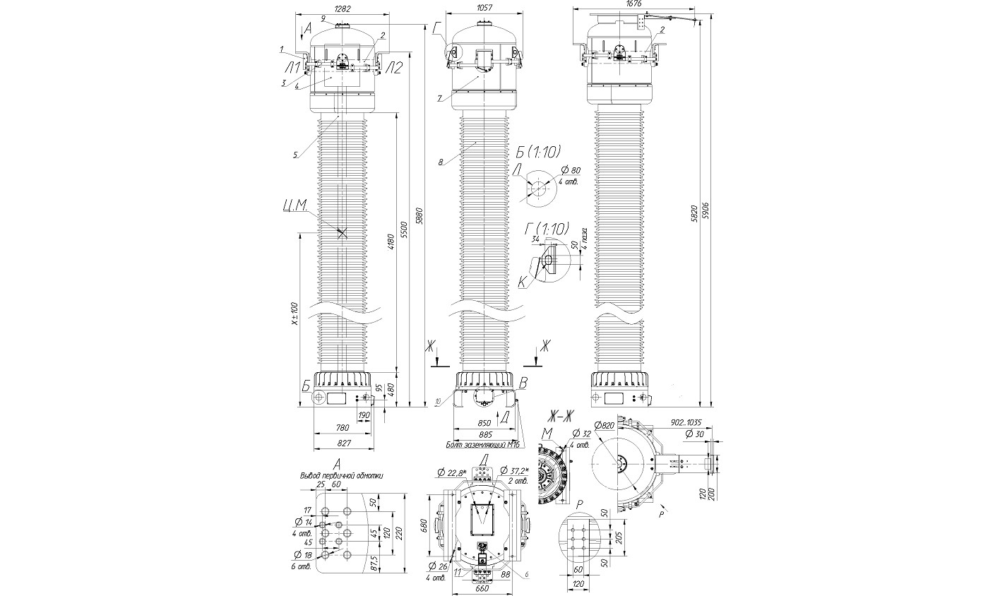 1282
9
А
1
2
Л1
Л2
3
4
5
Ц.М.
Х±100
4180
5500
5880
Б
95
480
190
780
827
1057
Г
7
8
Б (1:10)
Л
Ø 80
4 отв.
Г (1:10)
34
50
4 паза
К
Ж
Ж
В
10
Д
850
885
Болт заземляющий М16
1676
2
5820
5906
А
Вывод первичной обмотки
25
60
50
17
Ø 14
4 отв.
45
Ø 18
6 отв.
45
120
220
87,5
Д
Ø 22,8*
Ø 37,2*
2 отв.
680
Ø 26
4 отв.
11
6
88
660
Ж-Ж
М
Ø 32
4 отв.
Ø820
902..1035
Ø 30
120
200
Р
Р
50
50
205
60
120